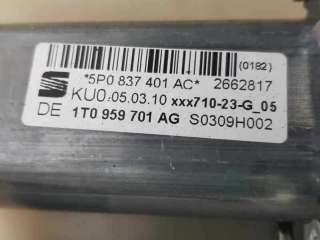 (0182)
*5P0 837 401 AC* 2662817
KU0 05.03.10 xxx710-23-G_05
DE 1T0 959 701 AG S0309H002